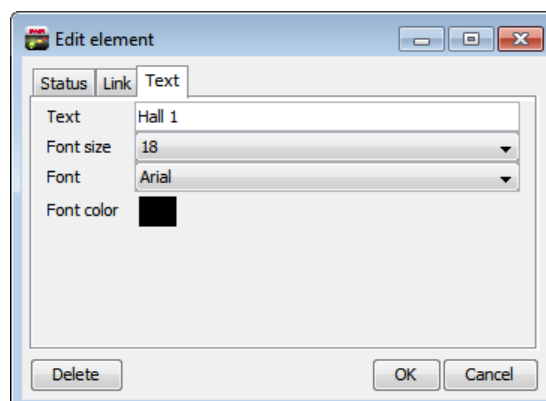 Edit element
Status Link Text
Text Hall 1
Font size 18
Font Arial
Font color
Delete OK Cancel